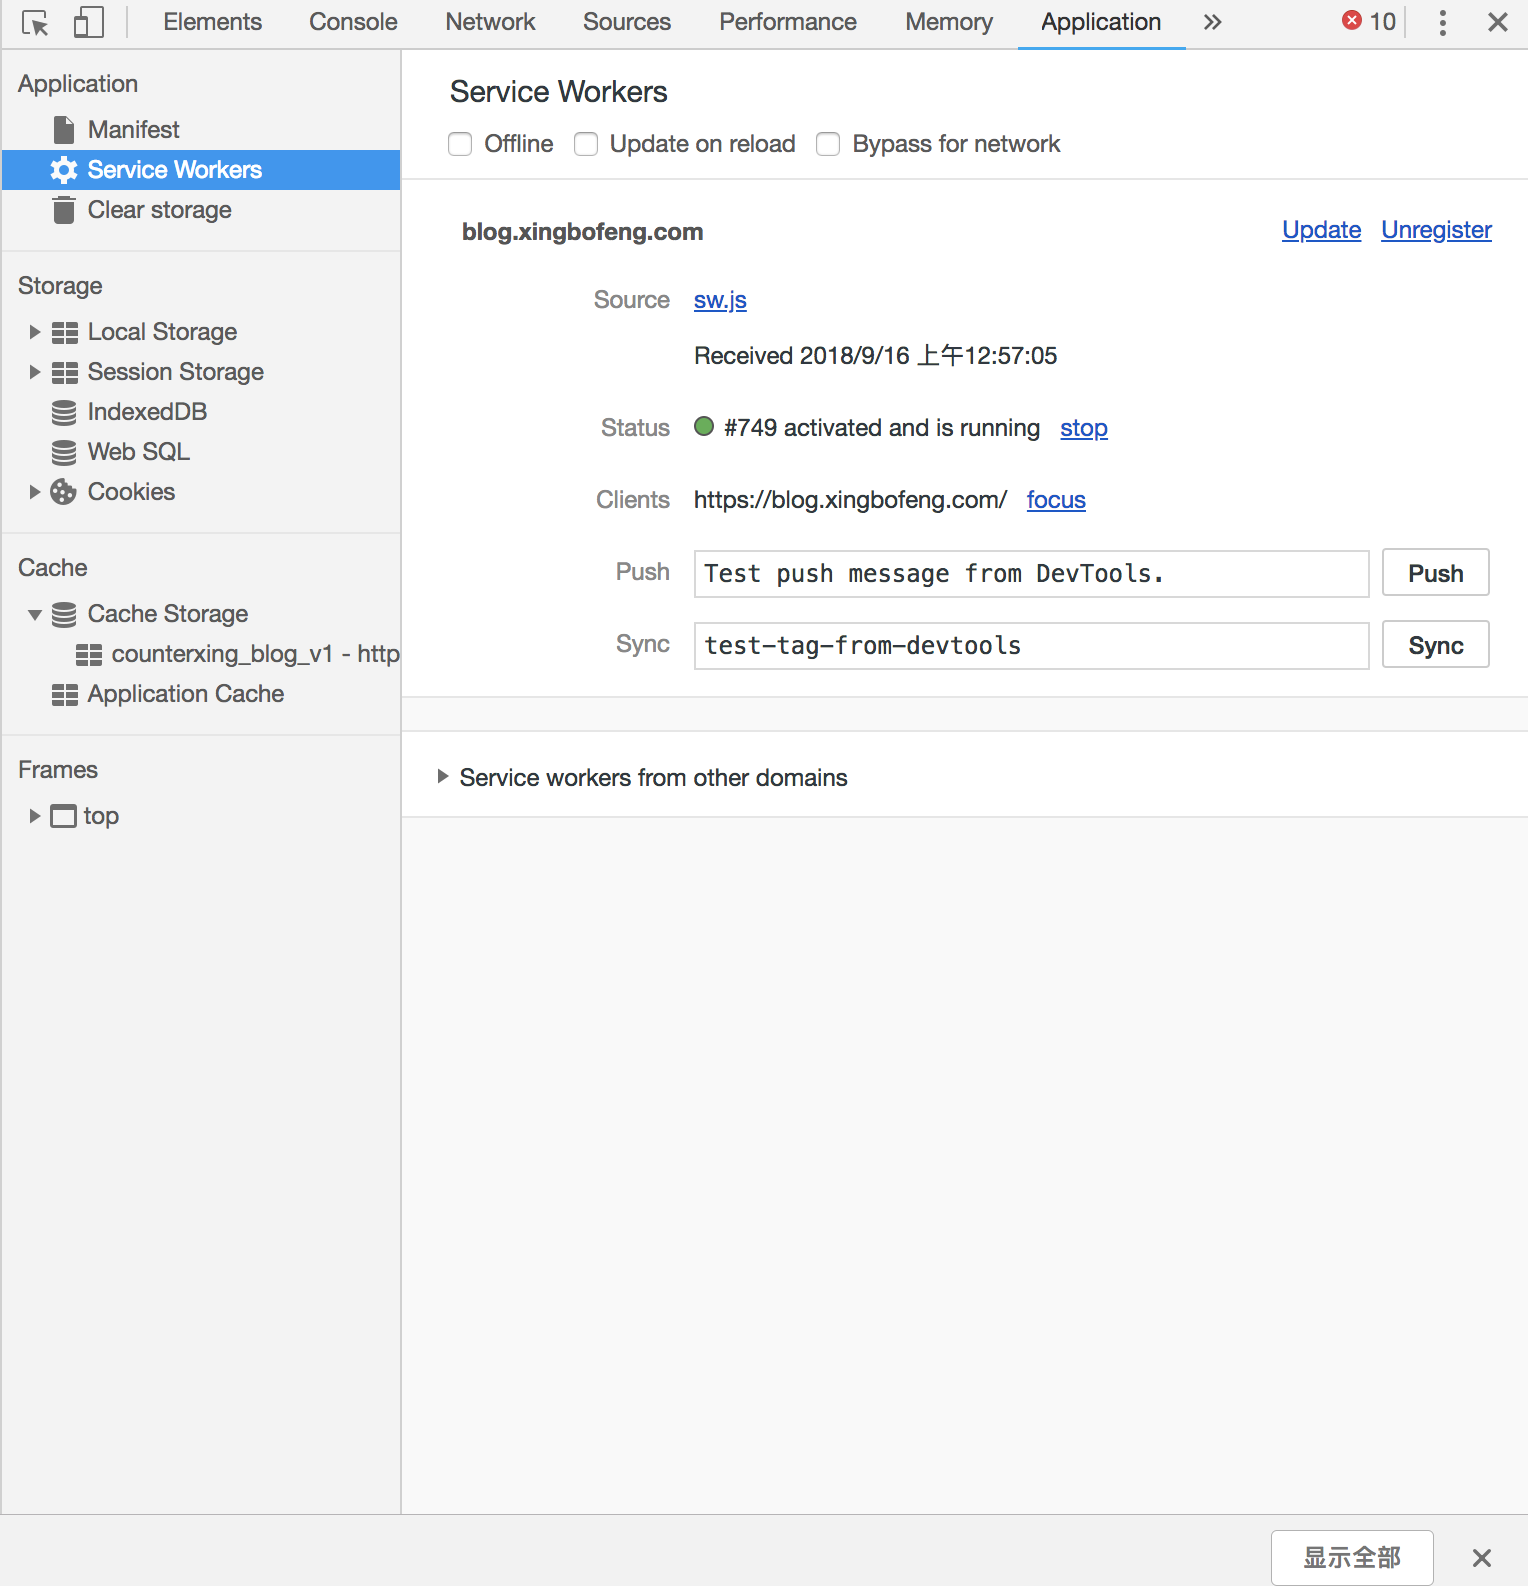 Elements Console Network Sources Performance Memory Application » 10
Application
Manifest
Service Workers
Clear storage
Storage
Local Storage
Session Storage
IndexedDB
Web SQL
Cookies
Cache
Cache Storage
counterxing_blog_v1 - http
Application Cache
Frames
top
Service Workers
Offline Update on reload Bypass for network
blog.xingbofeng.com Update Unregister
Source sw.js
Received 2018/9/16 上午12:57:05
Status #749 activated and is running stop
Clients https://blog.xingbofeng.com/ focus
Push Test push message from DevTools. Push
Sync test-tag-from-devtools Sync
Service workers from other domains
显示全部